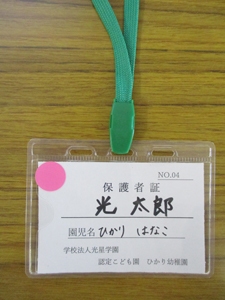 NO.04
保護者証
光 太郎
園児名 ひかり はなこ
学校法人光星学園
認定こども園 ひかり幼稚園